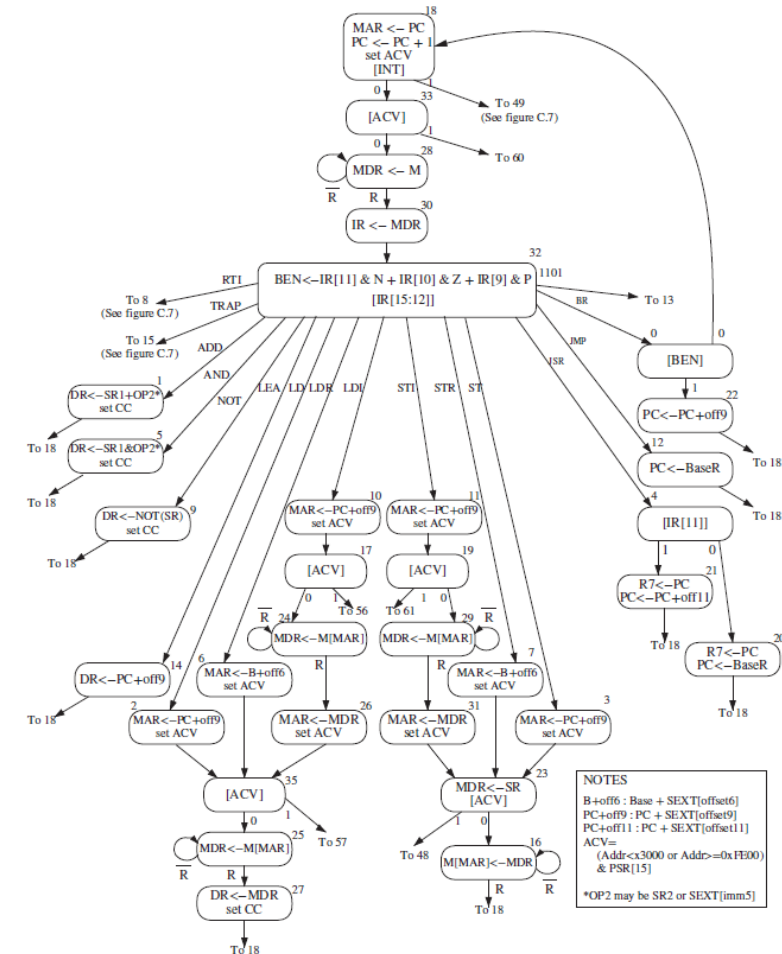 18
MAR <– PC
PC <– PC + 1
set ACV
[INT]
0
1
To 49
(See figure C.7)
33
[ACV]
0
1
To 60
28
MDR <– M
R
R
30
IR <– MDR
32
BEN<–IR[11] & N + IR[10] & Z + IR[9] & P
[IR[15:12]]
1101
To 13
RTI
To 8
(See figure C.7)
TRAP
To 15
(See figure C.7)
ADD
AND
NOT
LEA
LD
LDR
LDI
STI
STR
ST
JSR
JMP
BR
0
0
[BEN]
1
22
PC<–PC+off9
To 18
12
PC<–BaseR
To 18
4
[IR[11]]
1
0
21
R7<–PC
PC<–PC+off11
To 18
20
R7<–PC
PC<–BaseR
To 18
1
DR<–SR1+OP2*
set CC
To 18
5
DR<–SR1&OP2*
set CC
To 18
9
DR<–NOT(SR)
set CC
To 18
10
MAR<–PC+off9
set ACV
11
MAR<–PC+off9
set ACV
17
[ACV]
0
1
To 56
19
[ACV]
1
0
To 61
R
24
MDR<–M[MAR]
R
29
MDR<–M[MAR]
R
R
14
DR<–PC+off9
To 18
6
MAR<–B+off6
set ACV
7
MAR<–B+off6
set ACV
2
MAR<–PC+off9
set ACV
26
MAR<–MDR
set ACV
31
MAR<–MDR
set ACV
3
MAR<–PC+off9
set ACV
35
[ACV]
0
1
To 57
23
MDR<–SR
[ACV]
1
0
To 48
25
MDR<–M[MAR]
R
R
16
M[MAR]<–MDR
R
R
To 18
27
DR<–MDR
set CC
To 18
NOTES
B+off6 : Base + SEXT[offset6]
PC+off9 : PC + SEXT[offset9]
PC+off11 : PC + SEXT[offset11]
ACV=
(Addr<x3000 or Addr>=0xFE00)
& PSR[15]
*OP2 may be SR2 or SEXT[imm5]